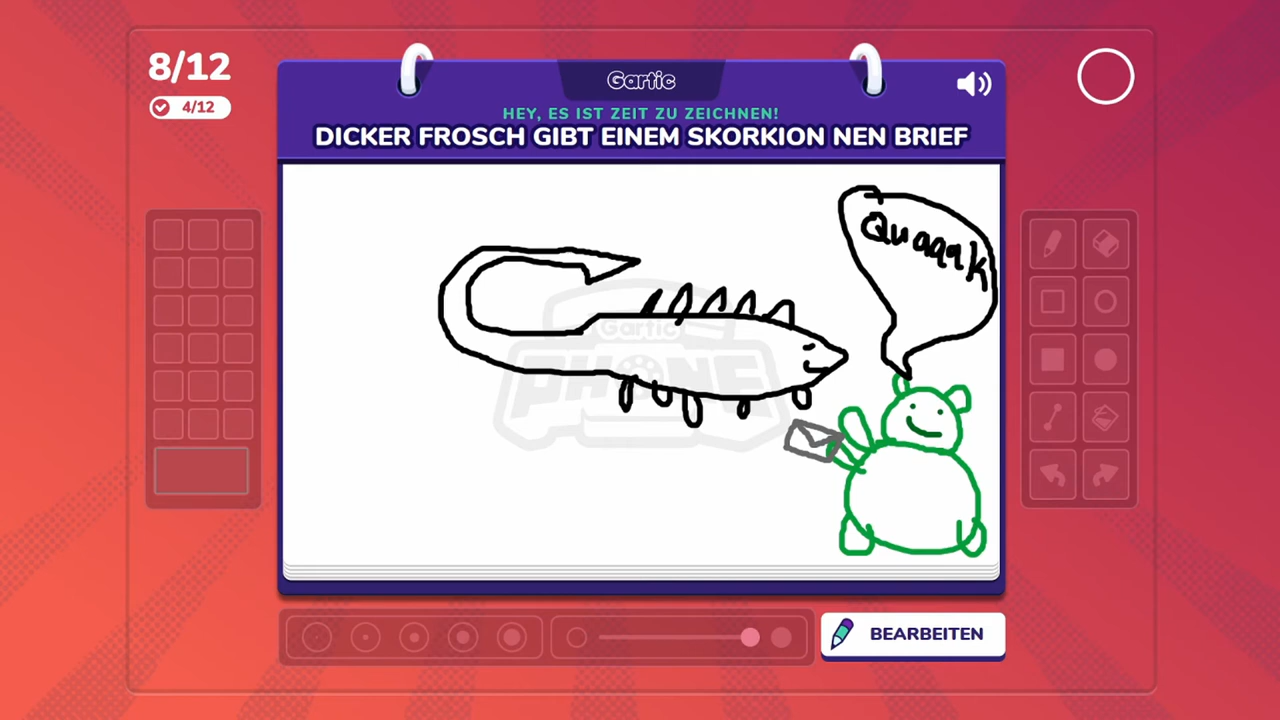 8/12
4/12
Gartic
HEY, ES IST ZEIT ZU ZEICHNEN!
DICKER FROSCH GIBT EINEM SKORKION NEN BRIEF
Quaaak
Gartic
PHONE
BEARBEITEN